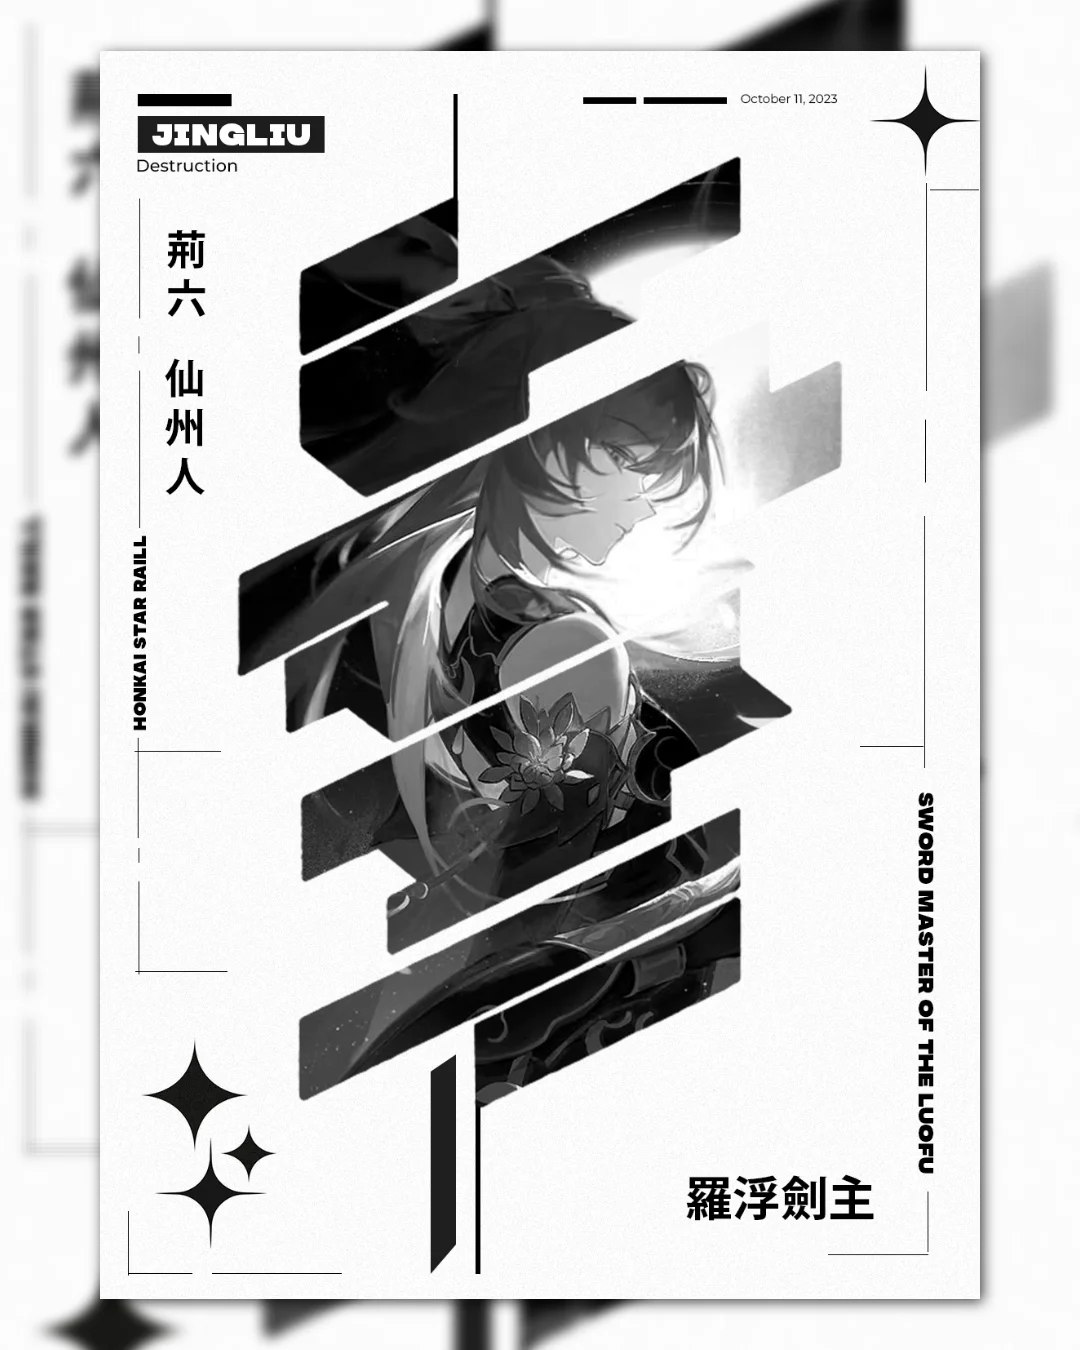 JINGLIU
Destruction
October 11, 2023
荊六 仙州人
HONKAI STAR RAILL
SWORD MASTER OF THE LUOFU
羅浮劍主